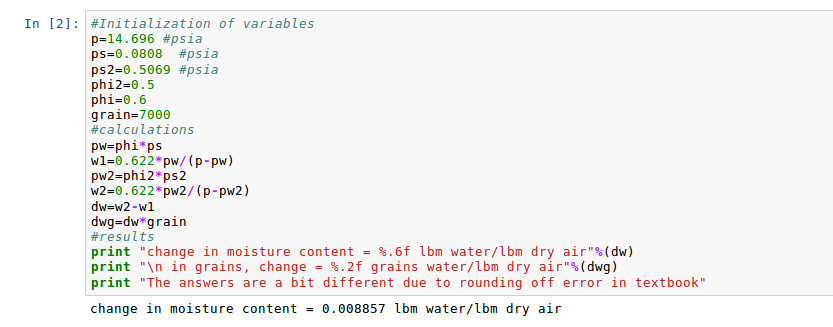 In [2]: #Initialization of variables
p=14.696 #psia
ps=0.0808  #psia
ps2=0.5069 #psia
phi2=0.5
phi=0.6
grain=7000
#calculations
pw=phi*ps
w1=0.622*pw/(p-pw)
pw2=phi2*ps2
w2=0.622*pw2/(p-pw2)
dw=w2-w1
dwg=dw*grain
#results
print "change in moisture content = %.6f lbm water/lbm dry air"%(dw)
print "\n in grains, change = %.2f grains water/lbm dry air"%(dwg)
print "The answers are a bit different due to rounding off error in textbook"
change in moisture content = 0.008857 lbm water/lbm dry air